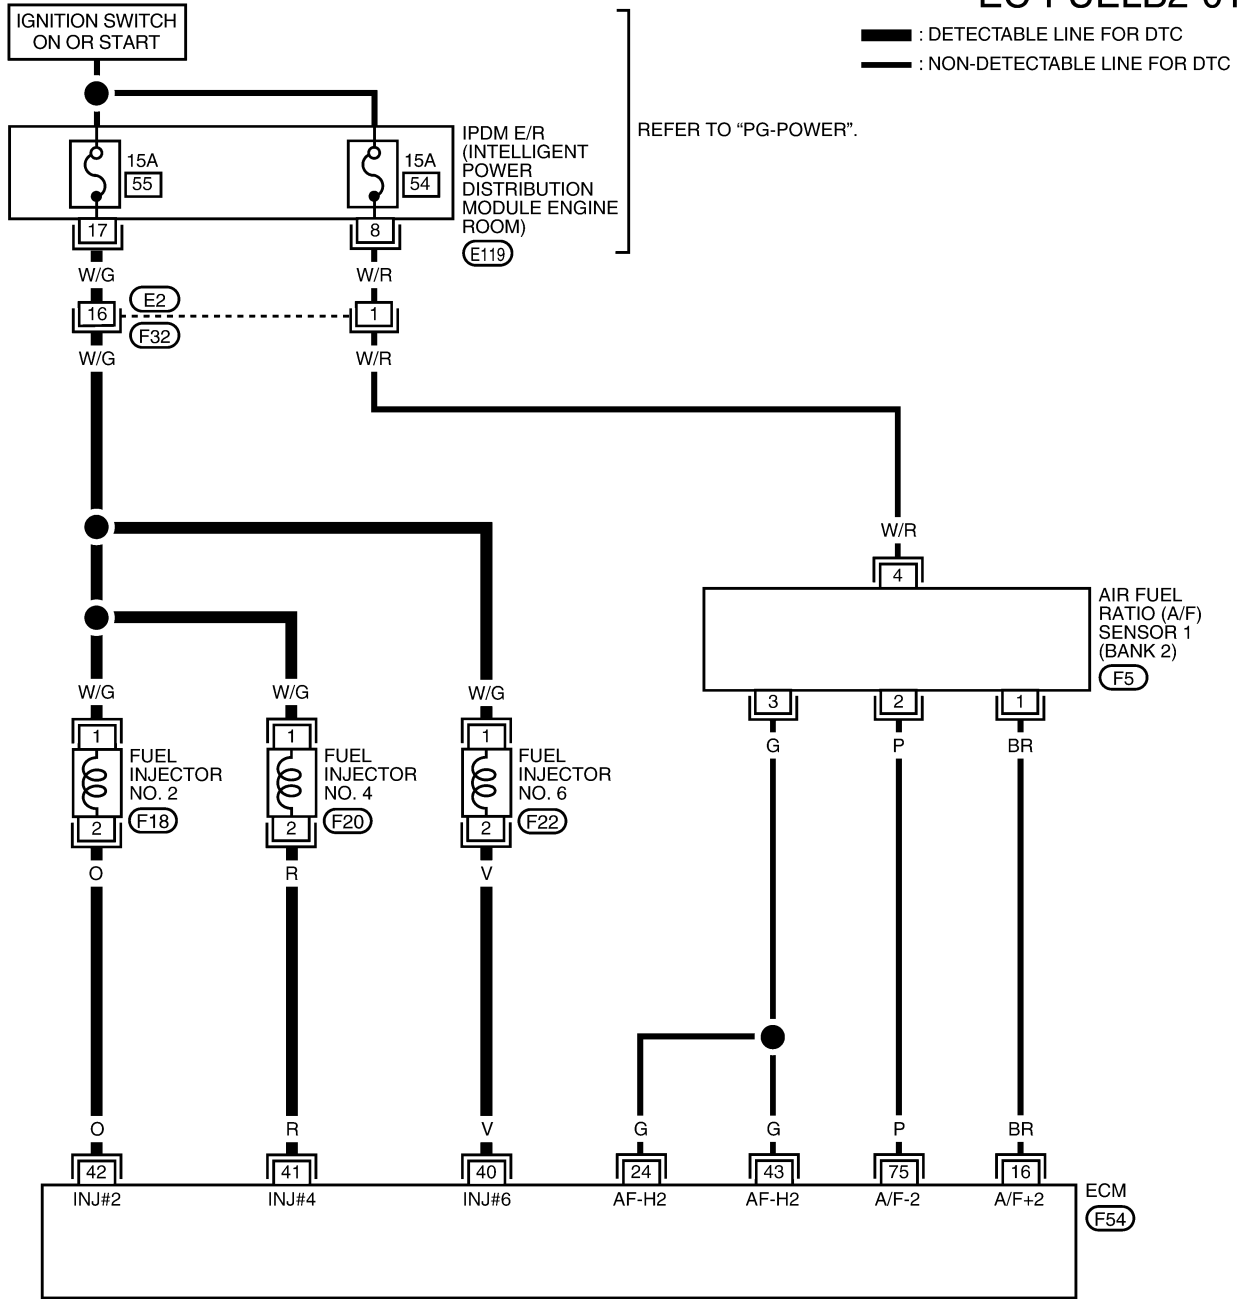 : DETECTABLE LINE FOR DTC
: NON-DETECTABLE LINE FOR DTC
IGNITION SWITCH
ON OR START
REFER TO “PG-POWER”.
15A
55
15A
54
IPDM E/R
(INTELLIGENT
POWER
DISTRIBUTION
MODULE ENGINE
ROOM)
E119
17
8
W/G
W/R
16
E2
F32
1
W/G
W/R
W/R
4
AIR FUEL
RATIO (A/F)
SENSOR 1
(BANK 2)
F5
3
2
1
G
P
BR
W/G
W/G
W/G
1
FUEL
INJECTOR
NO. 2
F18
2
1
FUEL
INJECTOR
NO. 4
F20
2
1
FUEL
INJECTOR
NO. 6
F22
2
O
R
V
O
R
V
G
G
P
BR
42
41
40
24
43
75
16
INJ#2
INJ#4
INJ#6
AF-H2
AF-H2
A/F-2
A/F+2
ECM
F54